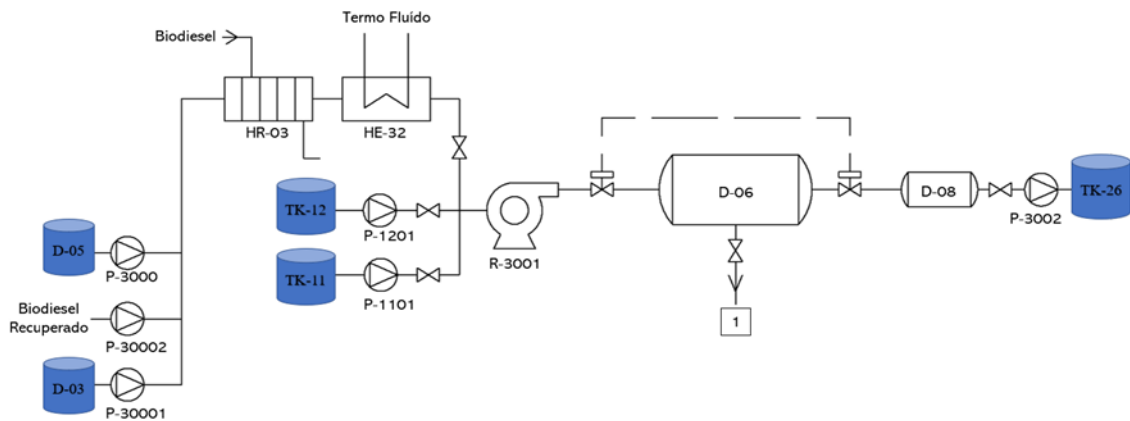 Termo Fluído
Biodiesel
HR-03
HE-32
TK-12
P-1201
D-05
P-3000
TK-11
P-1101
R-3001
D-06
D-08
P-3002
TK-26
Biodiesel
Recuperado
P-30002
1
D-03
P-30001